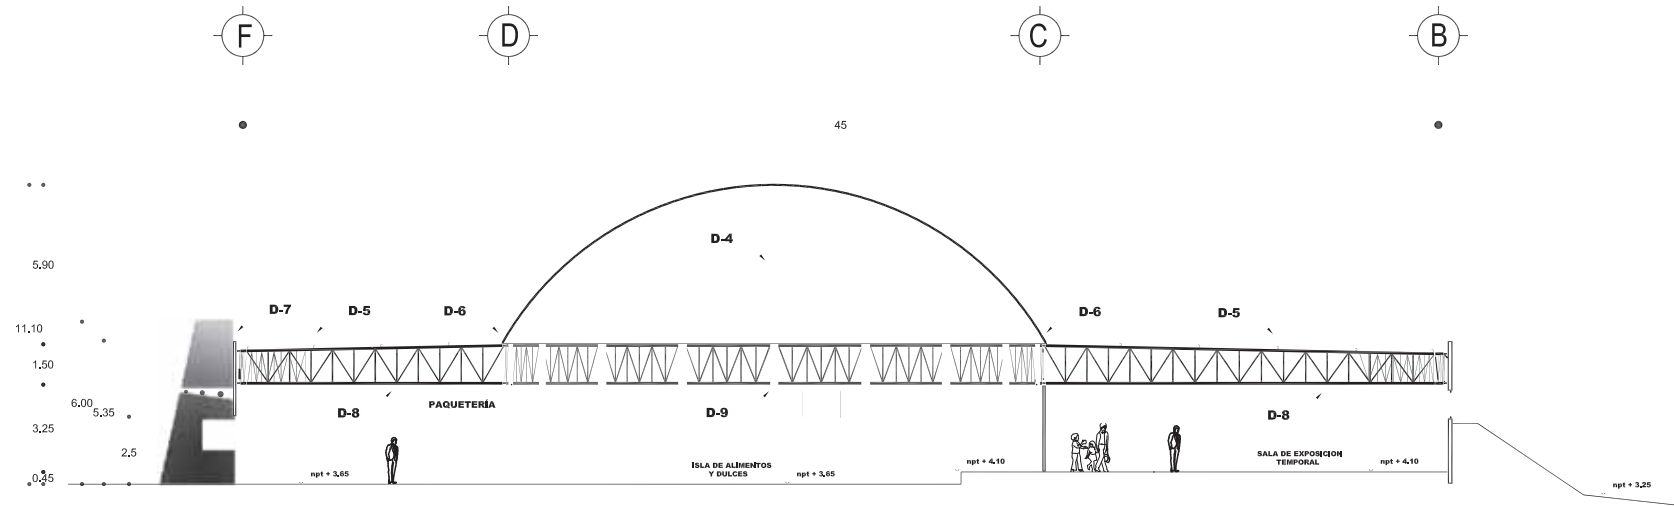 F D C B
45
D-4
5.90
D-7 D-5 D-6 D-6 D-5
11.10
1.50
6.00
5.35
PAQUETERÍA
D-8 D-9 D-8
3.25
2.5
ISLA DE ALIMENTOS
Y DULCES
SALA DE EXPOSICION
TEMPORAL
npt + 4.10 npt + 4.10
0.45
npt + 3.65 npt + 3.65
npt + 3.25